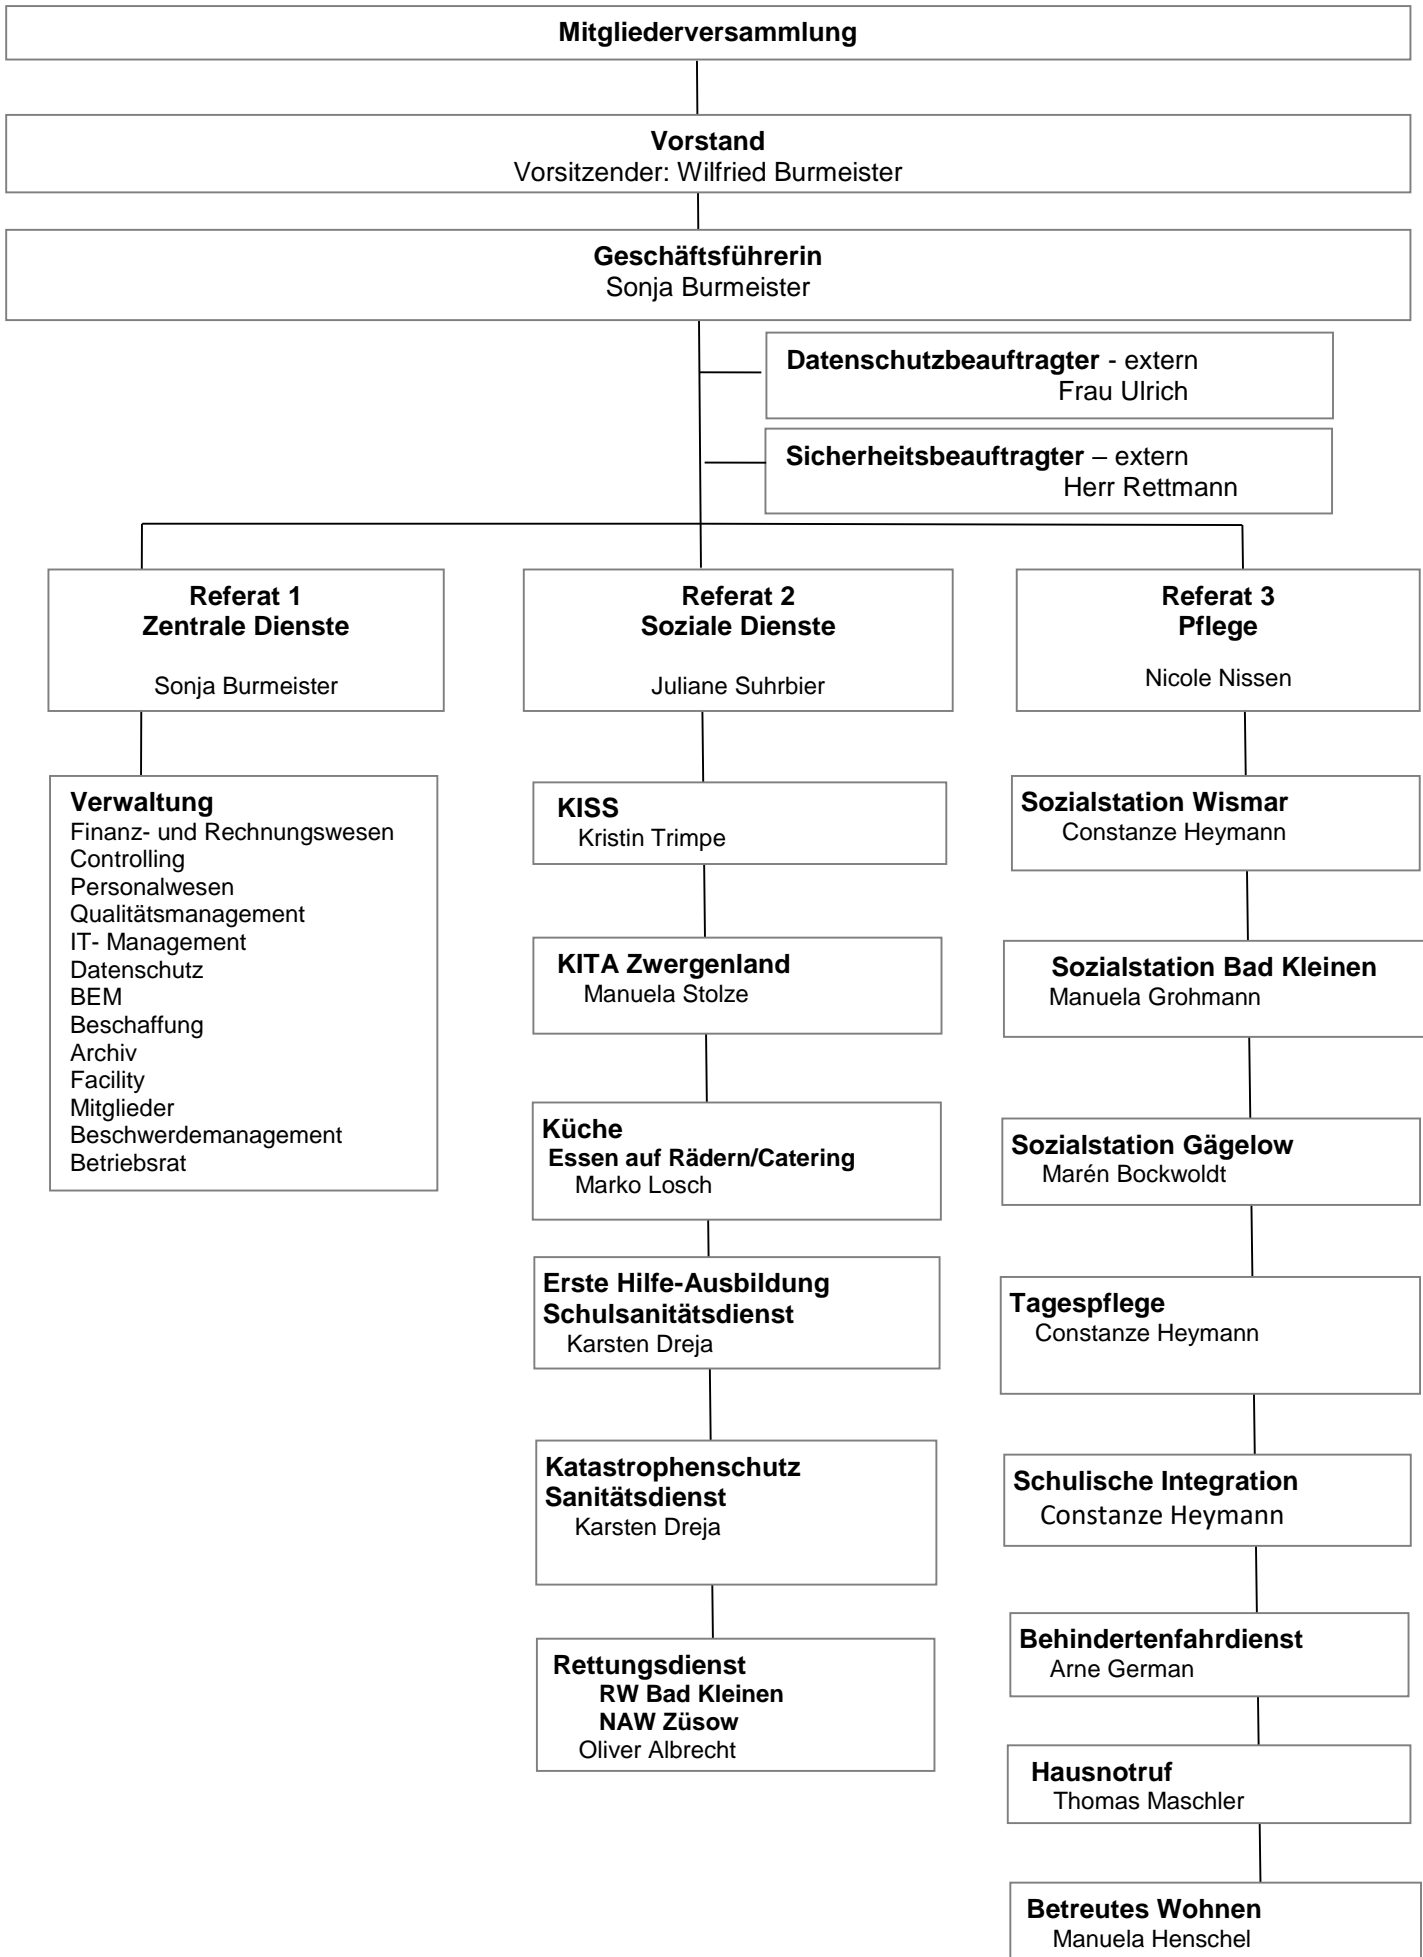 Mitgliederversammlung
Vorstand
Vorsitzender: Wilfried Burmeister
Geschäftsführerin
Sonja Burmeister
Datenschutzbeauftragter - extern
Frau Ulrich
Sicherheitsbeauftragter – extern
Herr Rettmann
Referat 1
Zentrale Dienste
Sonja Burmeister
Verwaltung
Finanz- und Rechnungswesen
Controlling
Personalwesen
Qualitätsmanagement
IT- Management
Datenschutz
BEM
Beschaffung
Archiv
Facility
Mitglieder
Beschwerdemanagement
Betriebsrat
Referat 2
Soziale Dienste
Juliane Suhrbier
KISS
Kristin Trimpe
KITA Zwergenland
Manuela Stolze
Küche
Essen auf Rädern/Catering
Marko Losch
Erste Hilfe-Ausbildung
Schulsanitätsdienst
Karsten Dreja
Katastrophenschutz
Sanitätsdienst
Karsten Dreja
Rettungsdienst
RW Bad Kleinen
NAW Züsow
Oliver Albrecht
Referat 3
Pflege
Nicole Nissen
Sozialstation Wismar
Constanze Heymann
Sozialstation Bad Kleinen
Manuela Grohmann
Sozialstation Gägelow
Marén Bockwoldt
Tagespflege
Constanze Heymann
Schulische Integration
Constanze Heymann
Behindertenfahrdienst
Arne German
Hausnotruf
Thomas Maschler
Betreutes Wohnen
Manuela Henschel